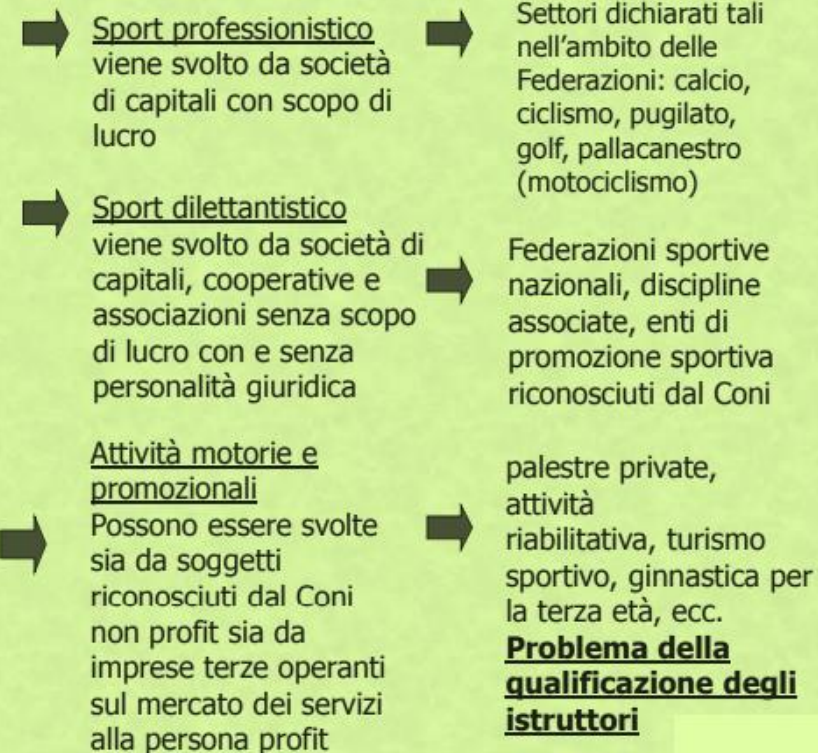 Sport professionistico
viene svolto da società
di capitali con scopo di
lucro
Settori dichiarati tali
nell'ambito delle
Federazioni: calcio,
ciclismo, pugilato,
golf, pallacanestro
(motociclismo)
Sport dilettantistico
viene svolto da società di
capitali, cooperative e
associazioni senza scopo
di lucro con e senza
personalità giuridica
Federazioni sportive
nazionali, discipline
associate, enti di
promozione sportiva
riconosciuti dal Coni
Attività motorie e
promozionali
Possono essere svolte
sia da soggetti
riconosciuti dal Coni
non profit sia da
imprese terze operanti
sul mercato dei servizi
alla persona profit
palestre private,
attività
riabilitativa, turismo
sportivo, ginnastica per
la terza età, ecc.
Problema della
qualificazione degli
istruttori